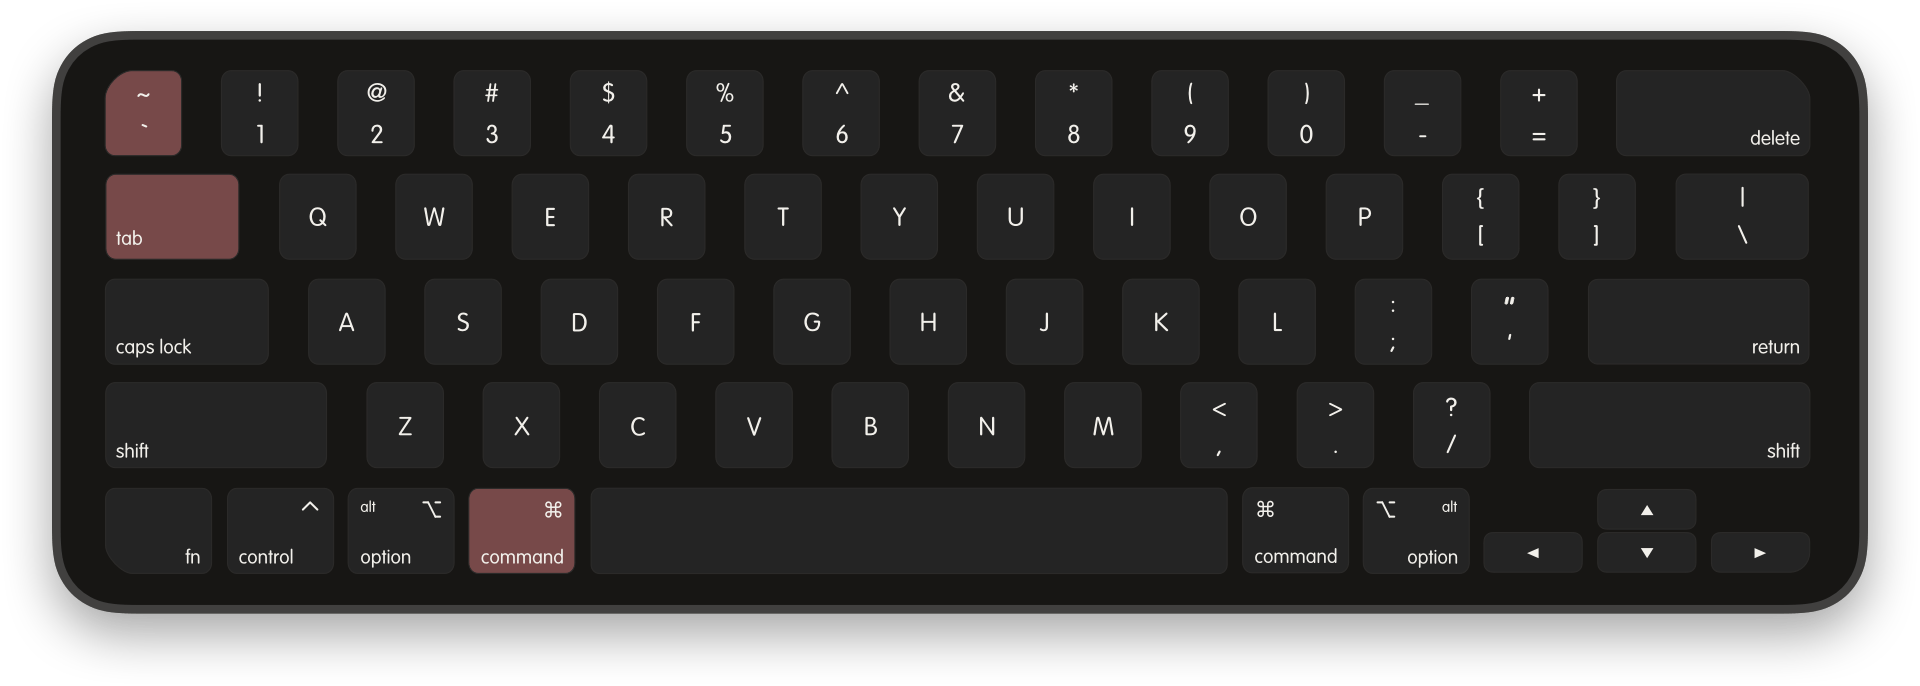 ~ ! @ # $ % ^ & * ( ) _ +
` 1 2 3 4 5 6 7 8 9 0 - = delete
tab Q W E R T Y U I O P { [ } ] | \
caps lock A S D F G H J K L : ; " ' return
shift Z X C V B N M < , > . ? / shift
^ alt ⌥ ⌘ ⌘ ⌥ alt ▲
fn control option command command option ◀ ▼ ▶